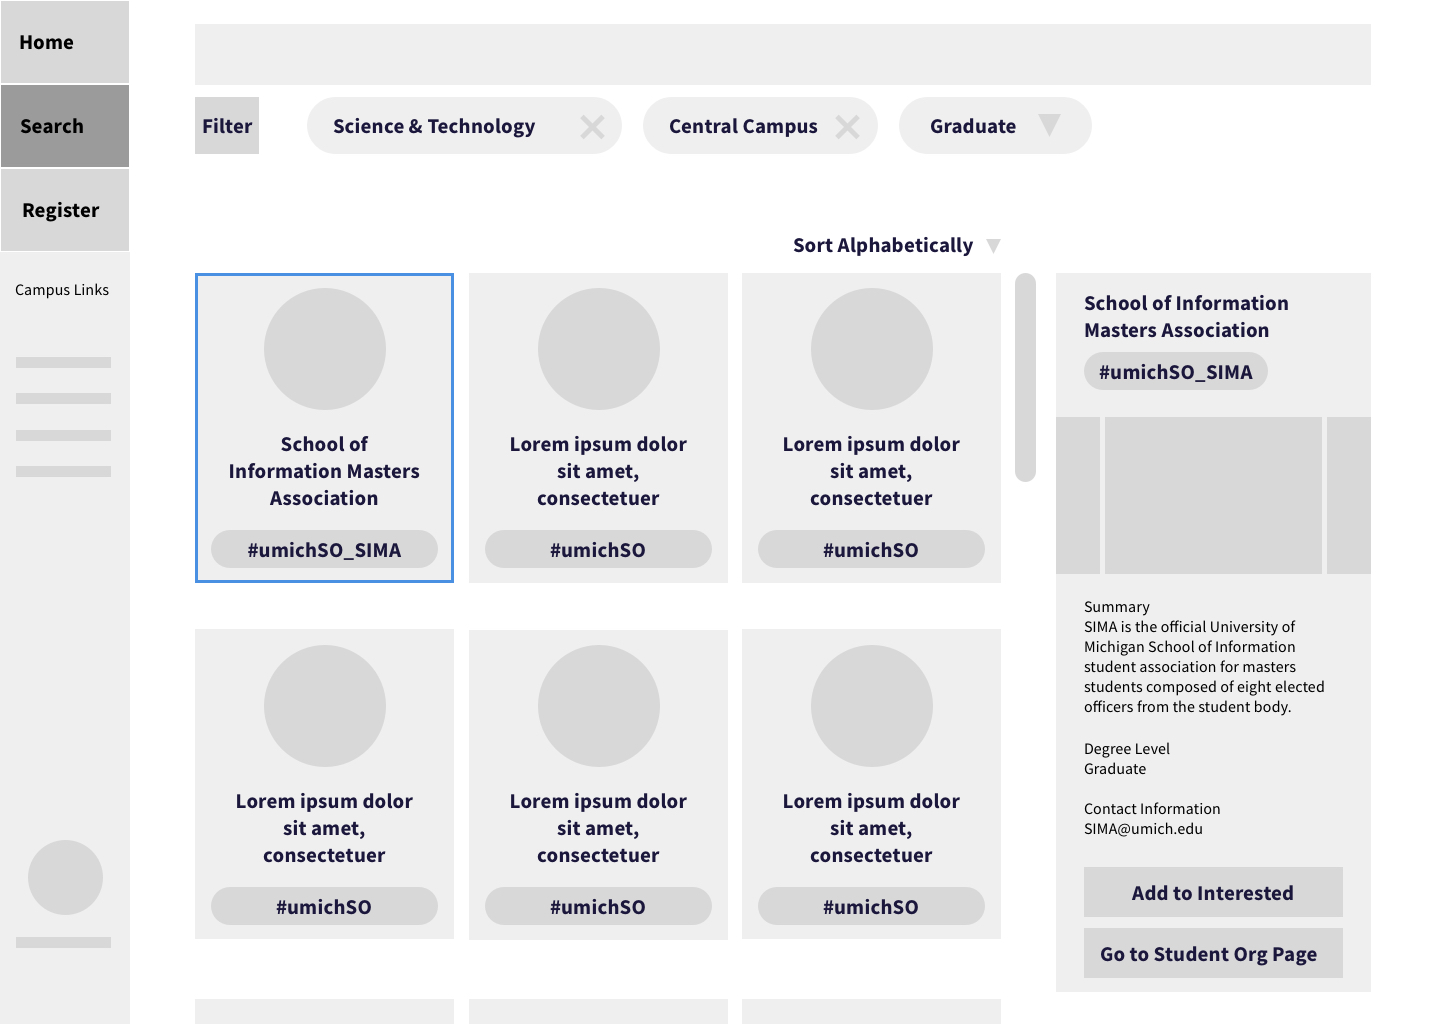 Home
Search
Register
Campus Links
Filter
Science & Technology
Central Campus
Graduate
Sort Alphabetically
School of
Information Masters
Association
#umichSO_SIMA
Lorem ipsum dolor
sit amet,
consectetuer
#umichSO
Lorem ipsum dolor
sit amet,
consectetuer
#umichSO
Lorem ipsum dolor
sit amet,
consectetuer
#umichSO
Lorem ipsum dolor
sit amet,
consectetuer
#umichSO
Lorem ipsum dolor
sit amet,
consectetuer
#umichSO
School of Information
Masters Association
#umichSO_SIMA
Summary
SIMA is the official University of
Michigan School of Information
student association for masters
students composed of eight elected
officers from the student body.
Degree Level
Graduate
Contact Information
SIMA@umich.edu
Add to Interested
Go to Student Org Page